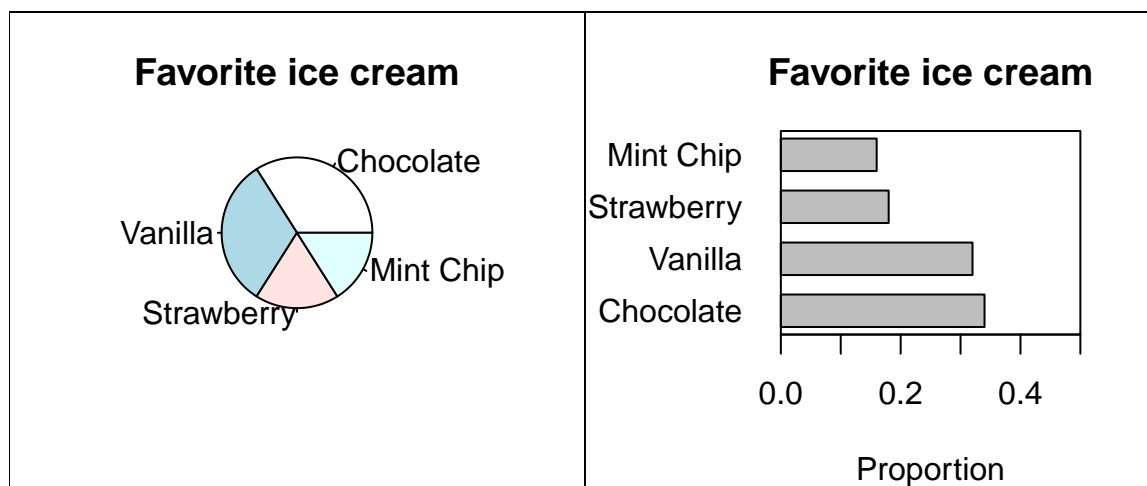 Favorite ice cream
Chocolate
Vanilla
Mint Chip
Strawberry
Favorite ice cream
Mint Chip
Strawberry
Vanilla
Chocolate
0.0 0.2 0.4
Proportion